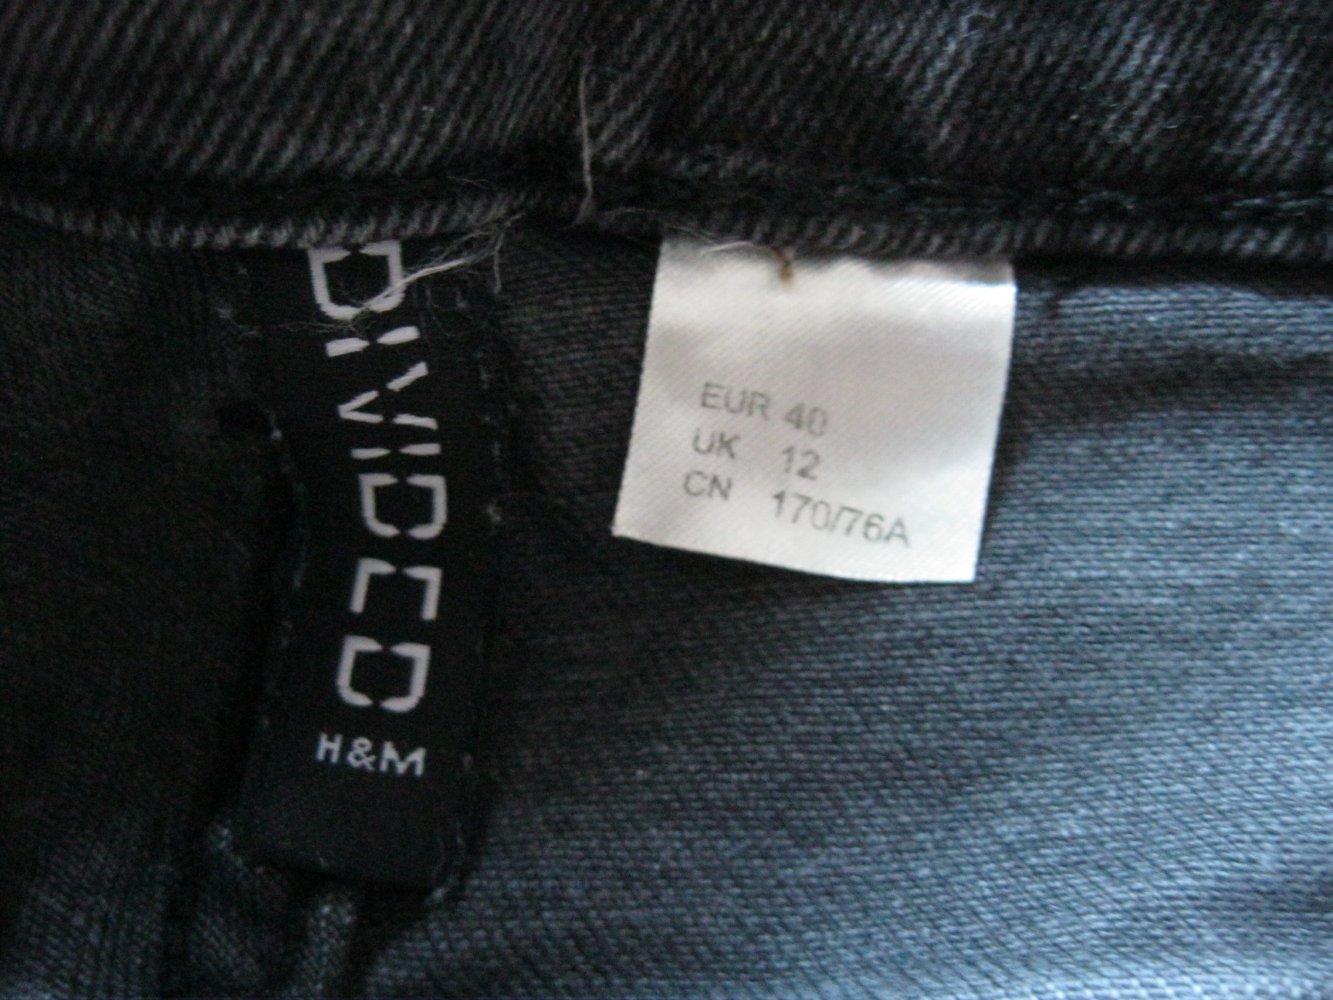 DIVIDED
H&M
EUR 40
UK 12
CN 170/76A